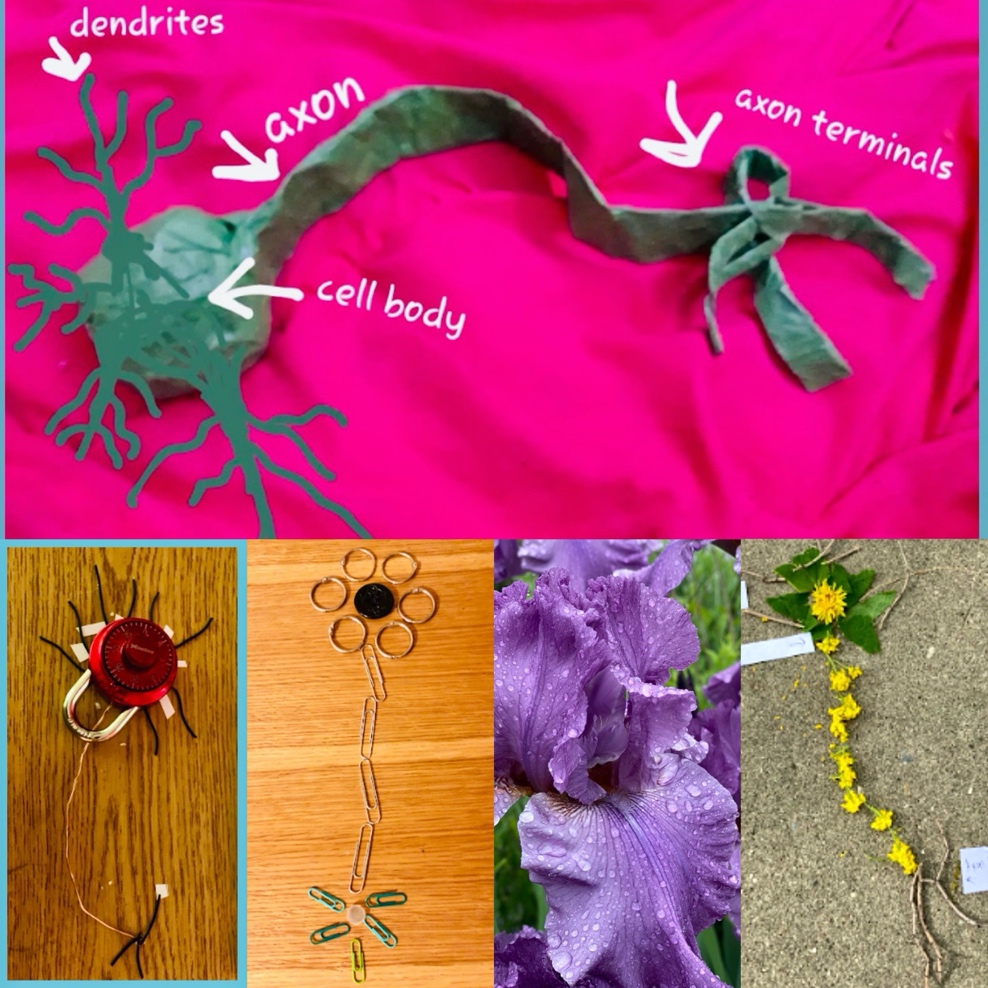 dendrites
axon
axon terminals
cell body